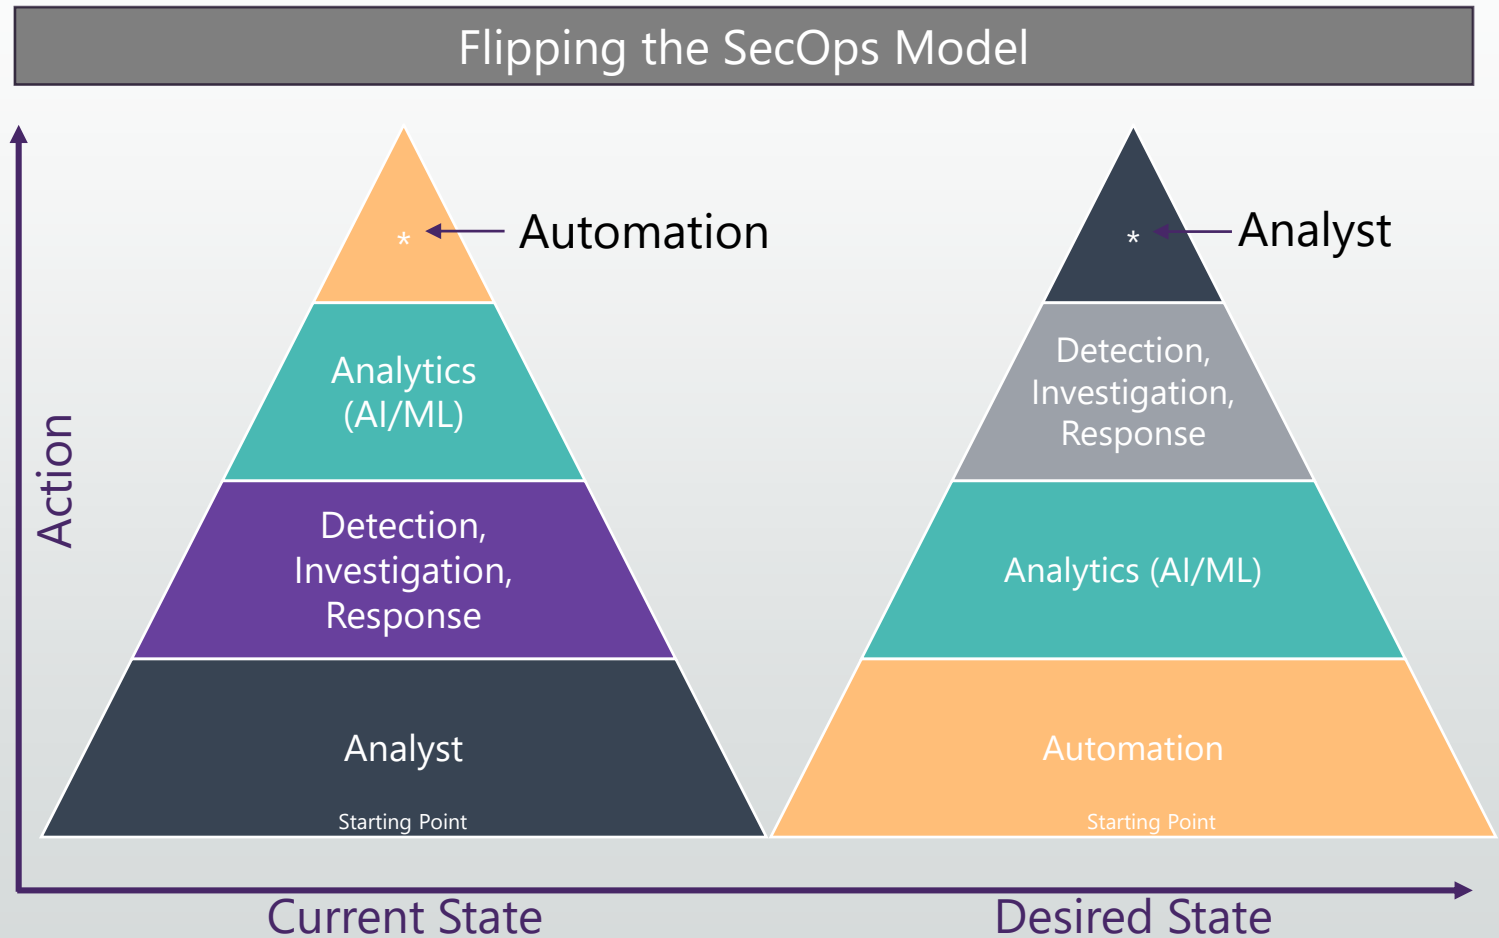 Flipping the SecOps Model
Action
*
Automation
Analytics
(AI/ML)
Detection,
Investigation,
Response
Analyst
Starting Point
Current State
*
Analyst
Detection,
Investigation,
Response
Analytics (AI/ML)
Automation
Starting Point
Desired State